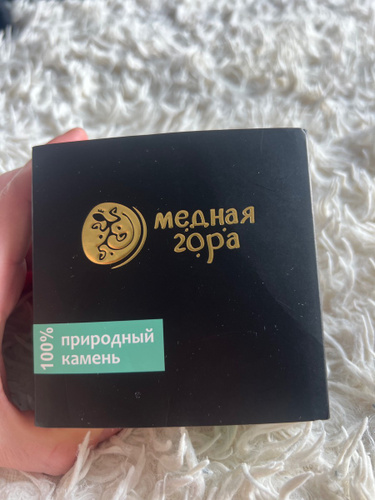 медная
гора
100%
природный
камень